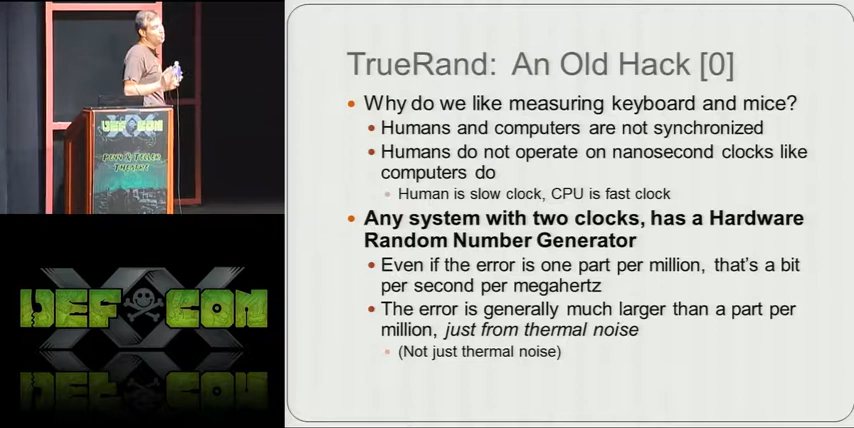 DEF CON
PENN & TELLER
THEATRE
DEF CON
TrueRand: An Old Hack [0]
Why do we like measuring keyboard and mice?
Humans and computers are not synchronized
Humans do not operate on nanosecond clocks like
computers do
Human is slow clock, CPU is fast clock
Any system with two clocks, has a Hardware
Random Number Generator
Even if the error is one part per million, that's a bit
per second per megahertz
The error is generally much larger than a part per
million, just from thermal noise
(Not just thermal noise)